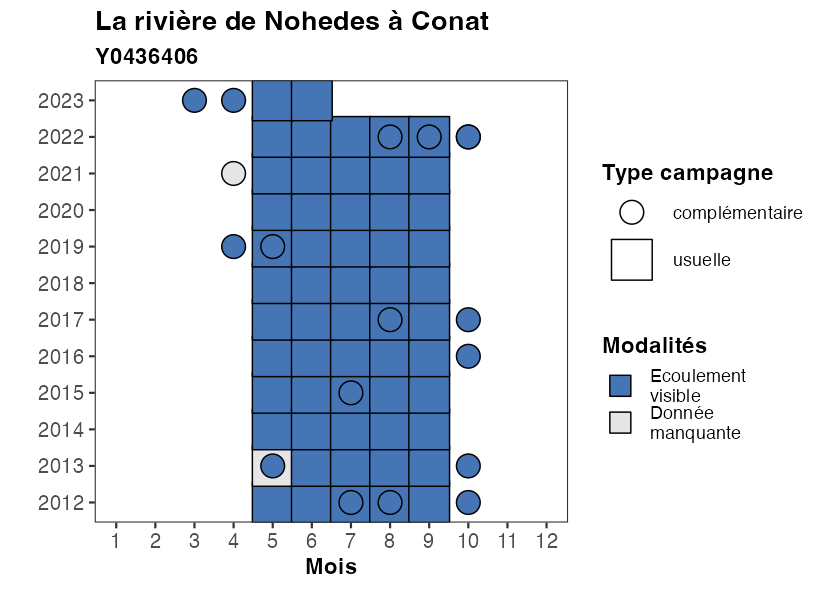 La rivière de Nohedes à Conat
Y0436406
2023
2022
2021
2020
2019
2018
2017
2016
2015
2014
2013
2012
1 2 3 4 5 6 7 8 9 10 11 12
Mois
Type campagne
complémentaire
usuelle
Modalités
Ecoulement
visible
Donnée
manquante